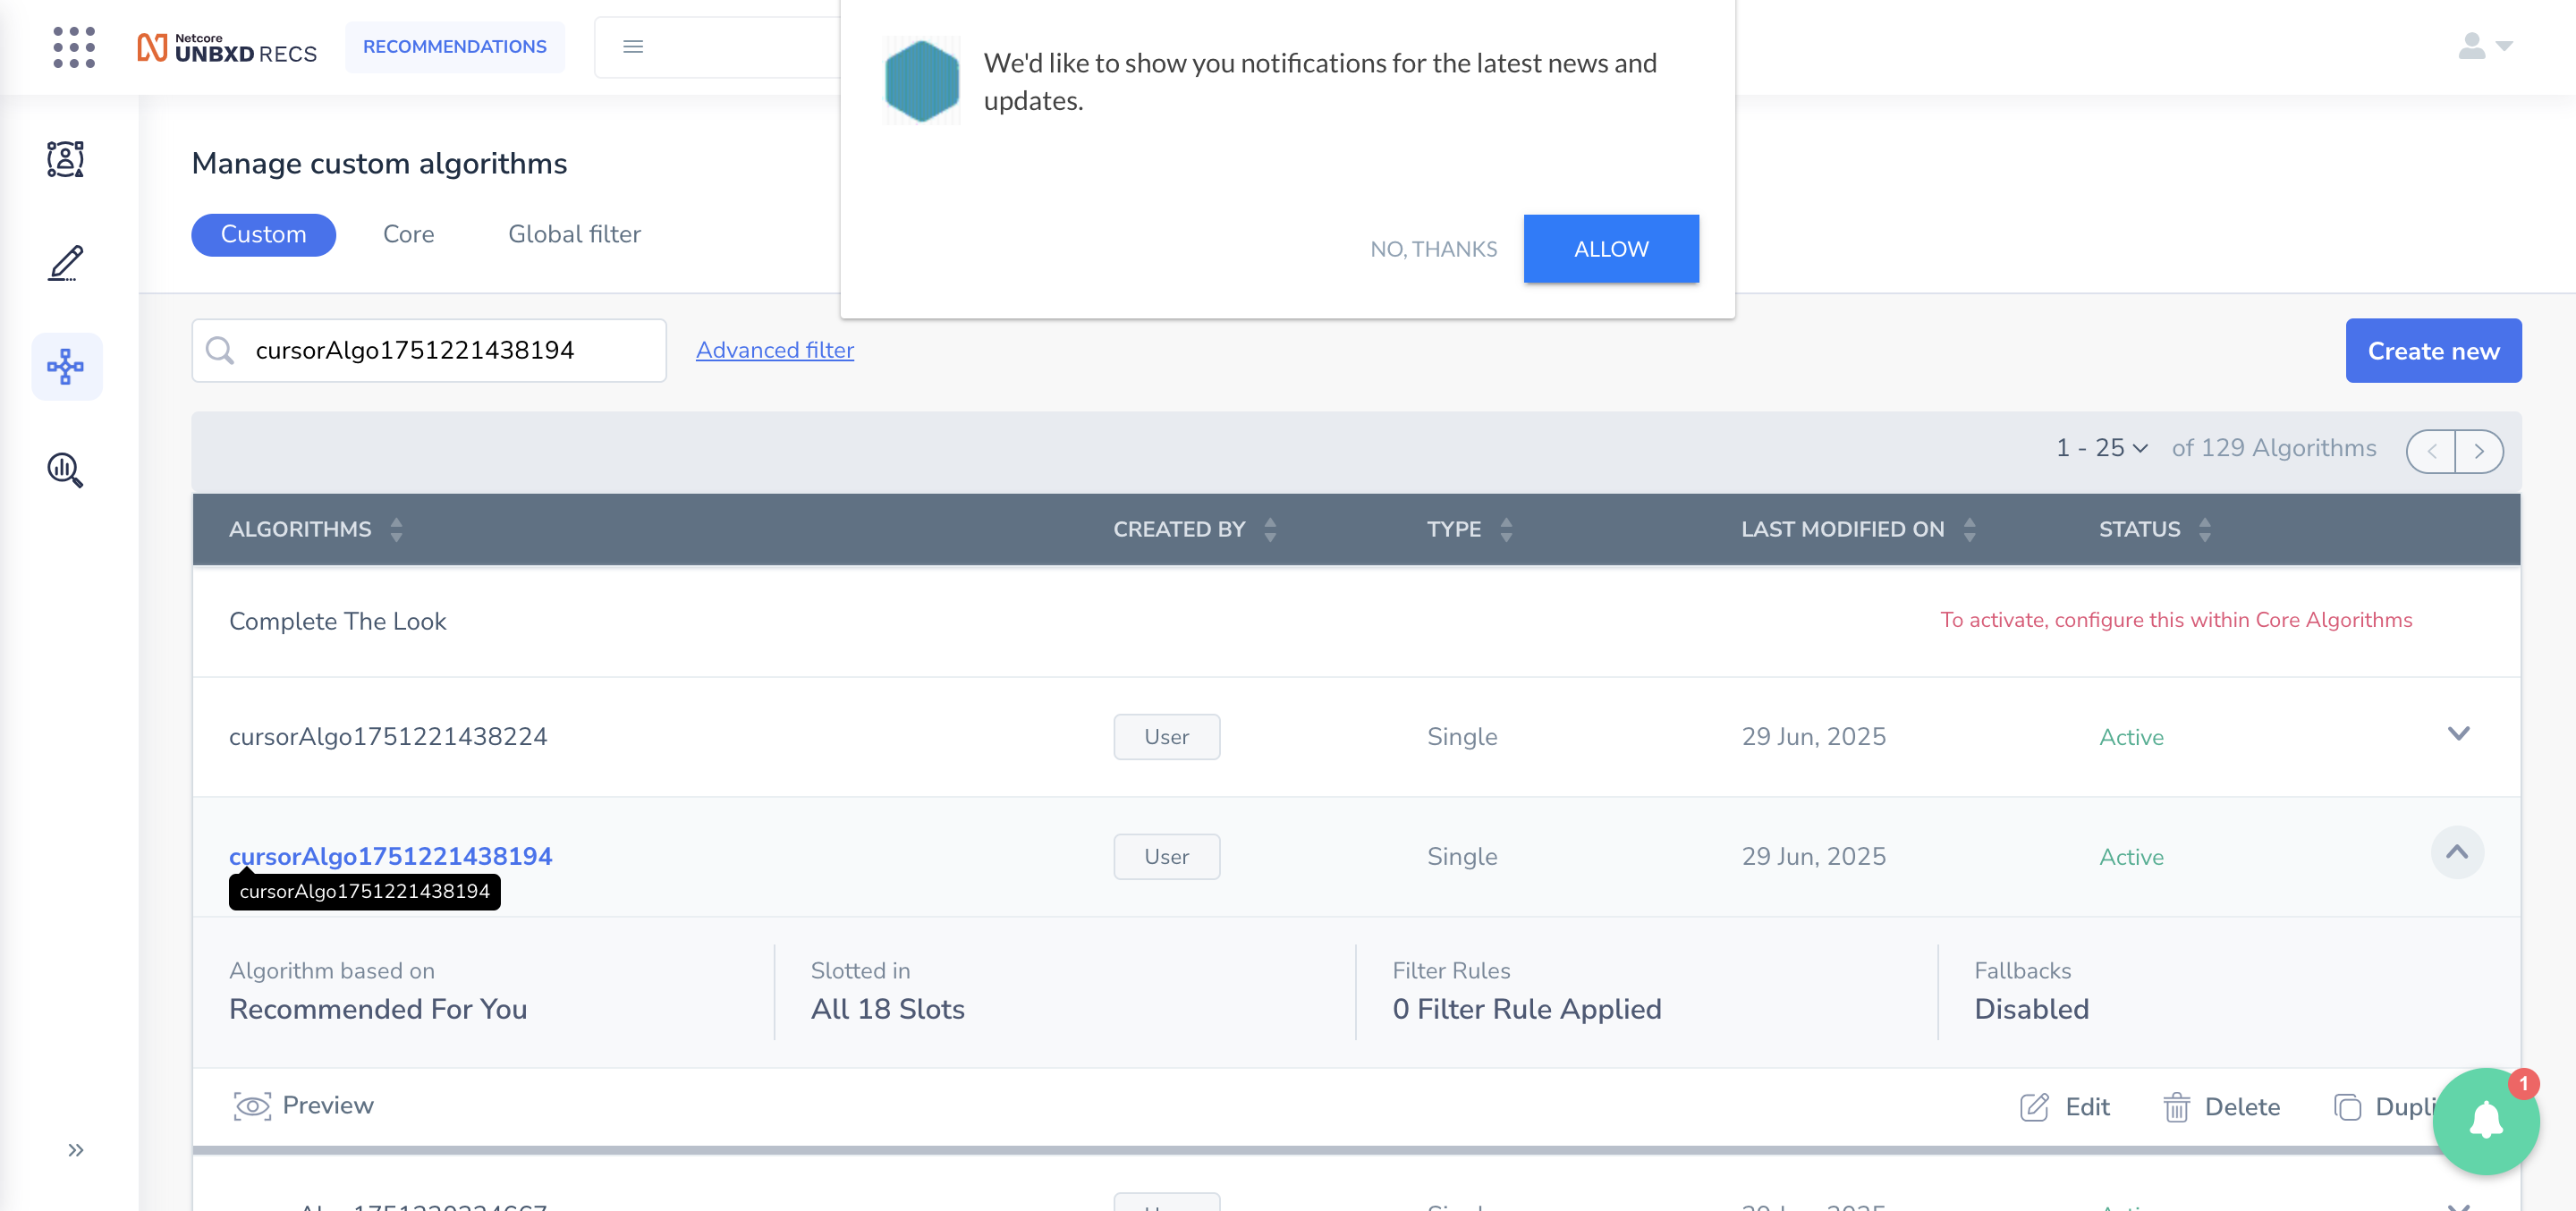 Netcore
UNBXD RECS
RECOMMENDATIONS
We'd like to show you notifications for the latest news and
updates.
NO, THANKS
ALLOW
Manage custom algorithms
Custom
Core
Global filter
cursorAlgo1751221438194
Advanced filter
Create new
1 - 25
of 129 Algorithms
ALGORITHMS
CREATED BY
TYPE
LAST MODIFIED ON
STATUS
Complete The Look
To activate, configure this within Core Algorithms
cursorAlgo1751221438224
User
Single
29 Jun, 2025
Active
cursorAlgo1751221438194
User
Single
29 Jun, 2025
Active
cursorAlgo1751221438194
Algorithm based on
Recommended For You
Slotted in
All 18 Slots
Filter Rules
0 Filter Rule Applied
Fallbacks
Disabled
Preview
Edit
Delete
Dupli
1